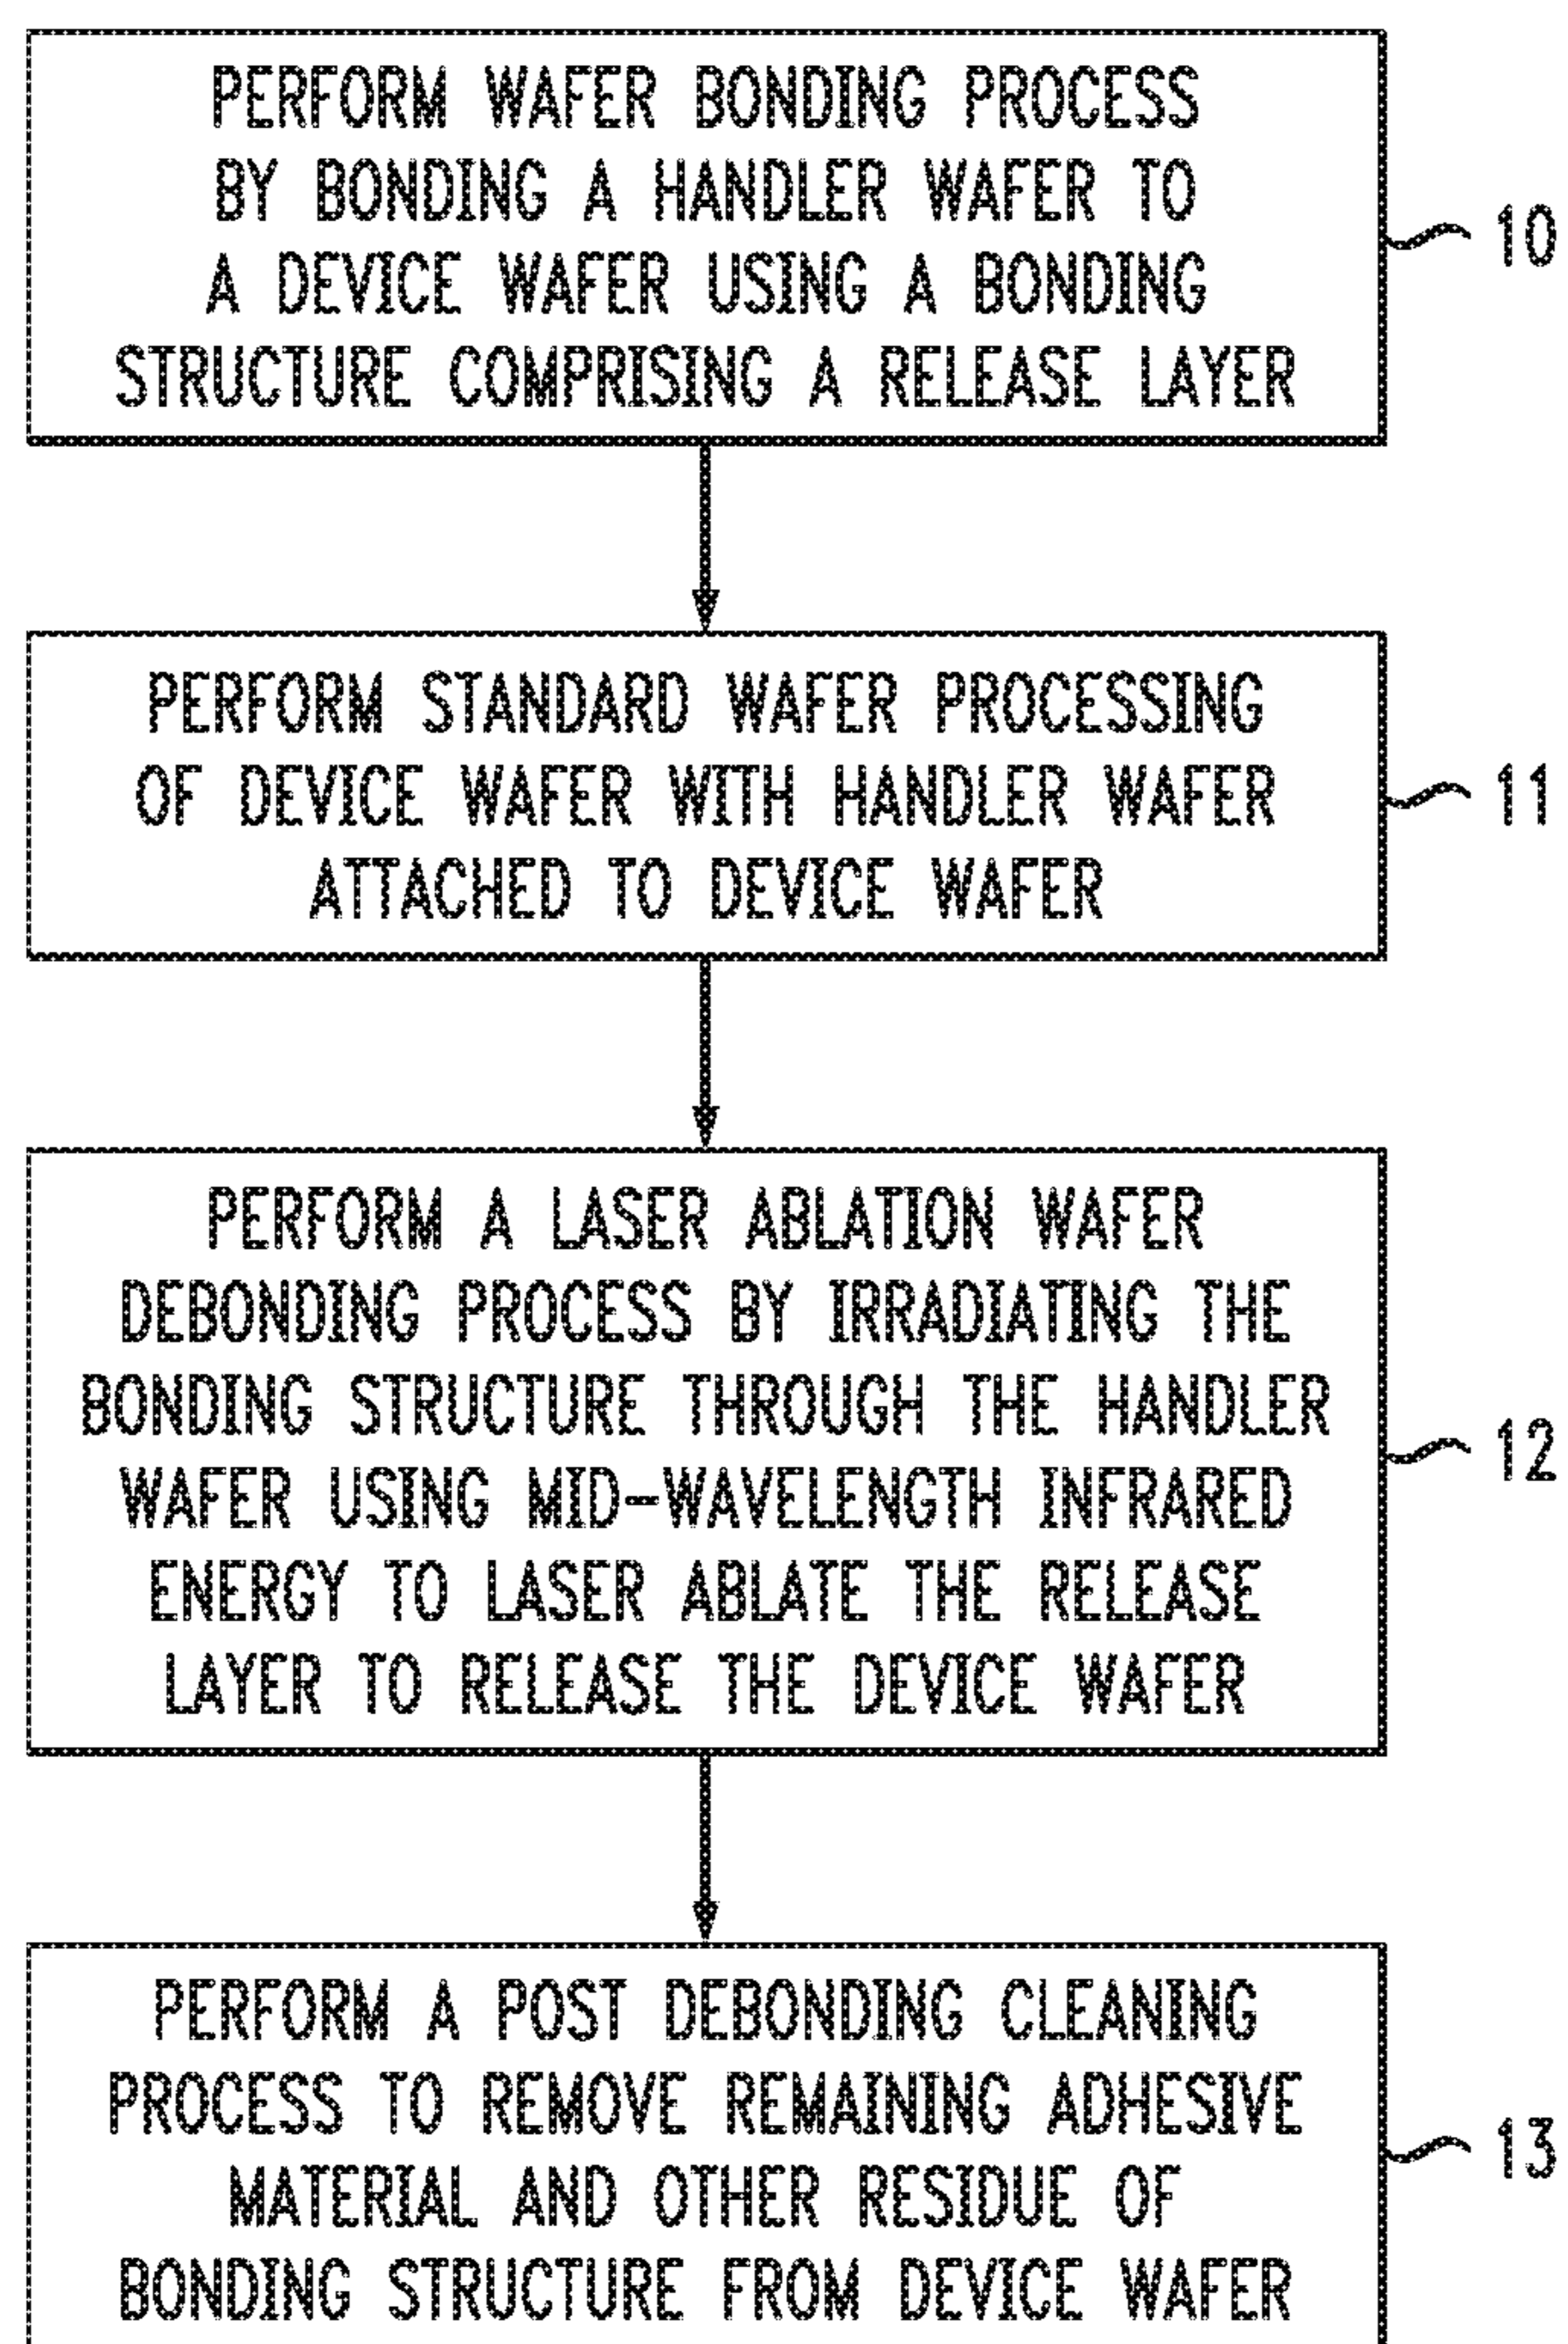 PERFORM WAFER BONDING PROCESS
BY BONDING A HANDLER WAFER TO
A DEVICE WAFER USING A BONDING
STRUCTURE COMPRISING A RELEASE LAYER
10
PERFORM STANDARD WAFER PROCESSING
OF DEVICE WAFER WITH HANDLER WAFER
ATTACHED TO DEVICE WAFER
11
PERFORM A LASER ABLATION WAFER
DEBONDING PROCESS BY IRRADIATING THE
BONDING STRUCTURE THROUGH THE HANDLER
WAFER USING MID-WAVELENGTH INFRARED
ENERGY TO LASER ABLATE THE RELEASE
LAYER TO RELEASE THE DEVICE WAFER
12
PERFORM A POST DEBONDING CLEANING
PROCESS TO REMOVE REMAINING ADHESIVE
MATERIAL AND OTHER RESIDUE OF
BONDING STRUCTURE FROM DEVICE WAFER
13